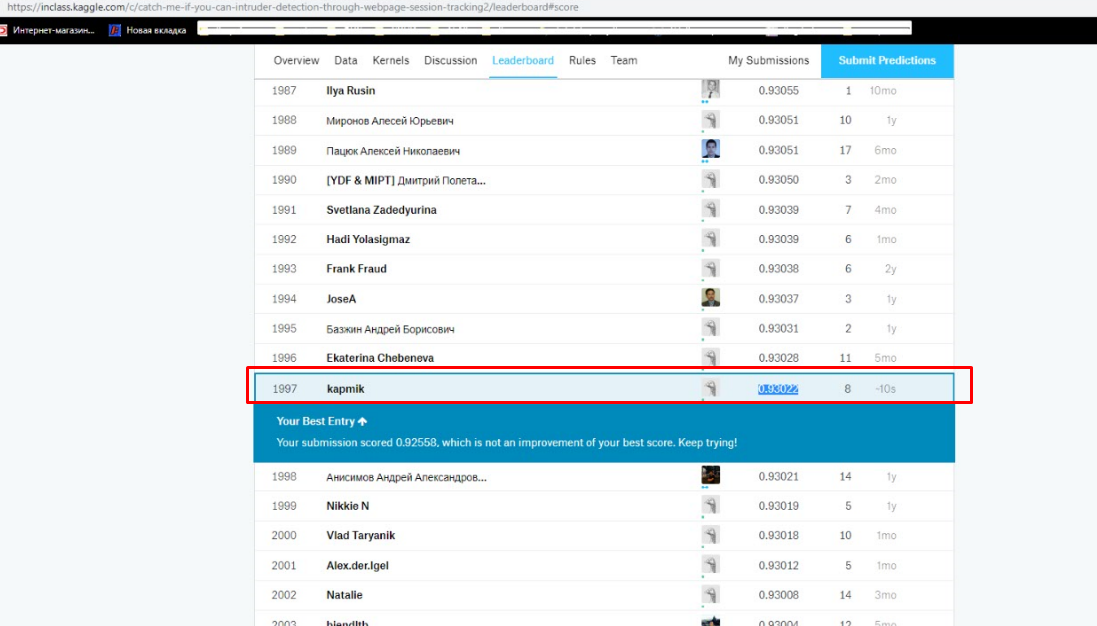 https://inclass.kaggle.com/c/catch-me-if-you-can-intruder-detection-through-webpage-session-tracking2/leaderboard#score
Интернет-магазин... Новая вкладка
Overview Data Kernels Discussion Leaderboard Rules Team My Submissions Submit Predictions
1987 Ilya Rusin 0.93055 1 10mo
1988 Миронов Алесей Юрьевич 0.93051 10 1y
1989 Пацюк Алексей Николаевич 0.93051 17 6mo
1990 [YDF & MIPT] Дмитрий Полета... 0.93050 3 2mo
1991 Svetlana Zadedyurina 0.93039 7 4mo
1992 Hadi Yolasigmaz 0.93039 6 1mo
1993 Frank Fraud 0.93038 6 2y
1994 JoseA 0.93037 3 1y
1995 Базжин Андрей Борисович 0.93031 2 1y
1996 Ekaterina Chebeneva 0.93028 11 5mo
1997 kapmik 0.93022 8 -10s
Your Best Entry
Your submission scored 0.92558, which is not an improvement of your best score. Keep trying!
1998 Анисимов Андрей Александров... 0.93021 14 1y
1999 Nikkie N 0.93019 5 1y
2000 Vlad Taryanik 0.93018 10 1mo
2001 Alex.der.Igel 0.93012 5 1mo
2002 Natalie 0.93008 14 3mo
2003 0.93004 12 5mo